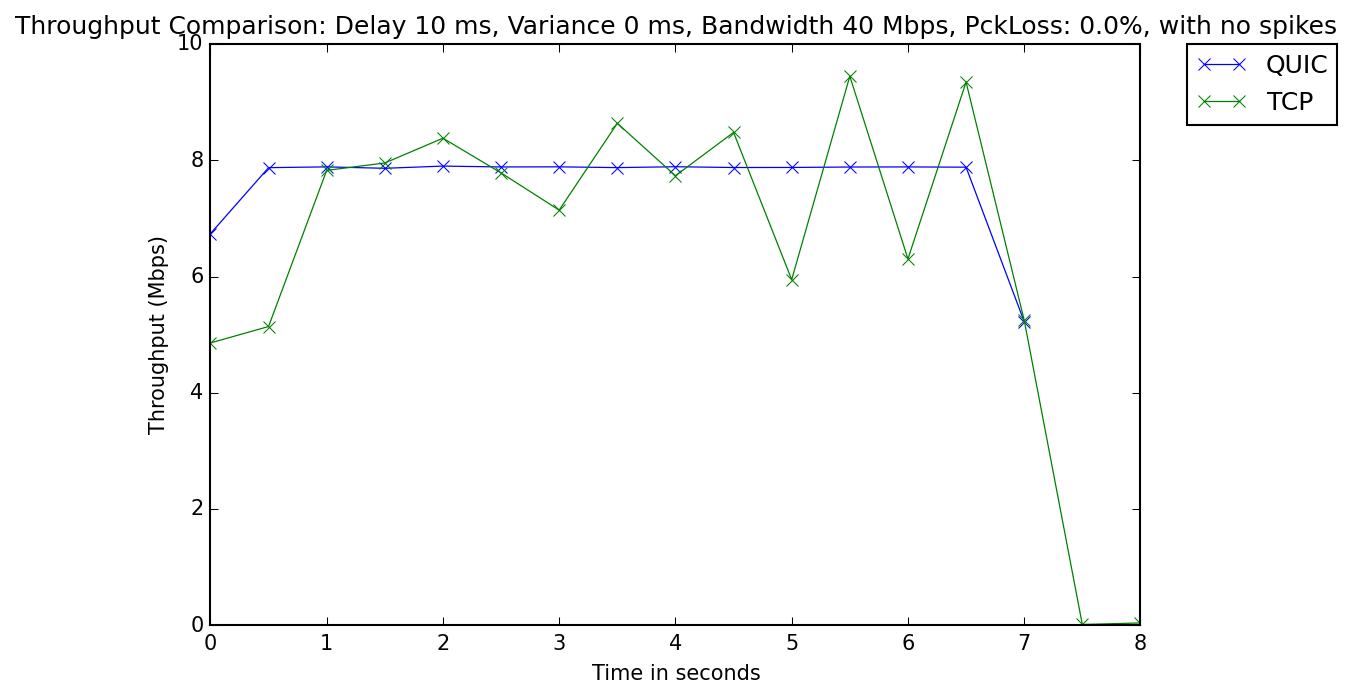 Throughput Comparison: Delay 10 ms, Variance 0 ms, Bandwidth 40 Mbps, PckLoss: 0.0%, with no spikes
QUIC
TCP
Throughput (Mbps)
10
8
6
4
2
0
0 1 2 3 4 5 6 7 8
Time in seconds